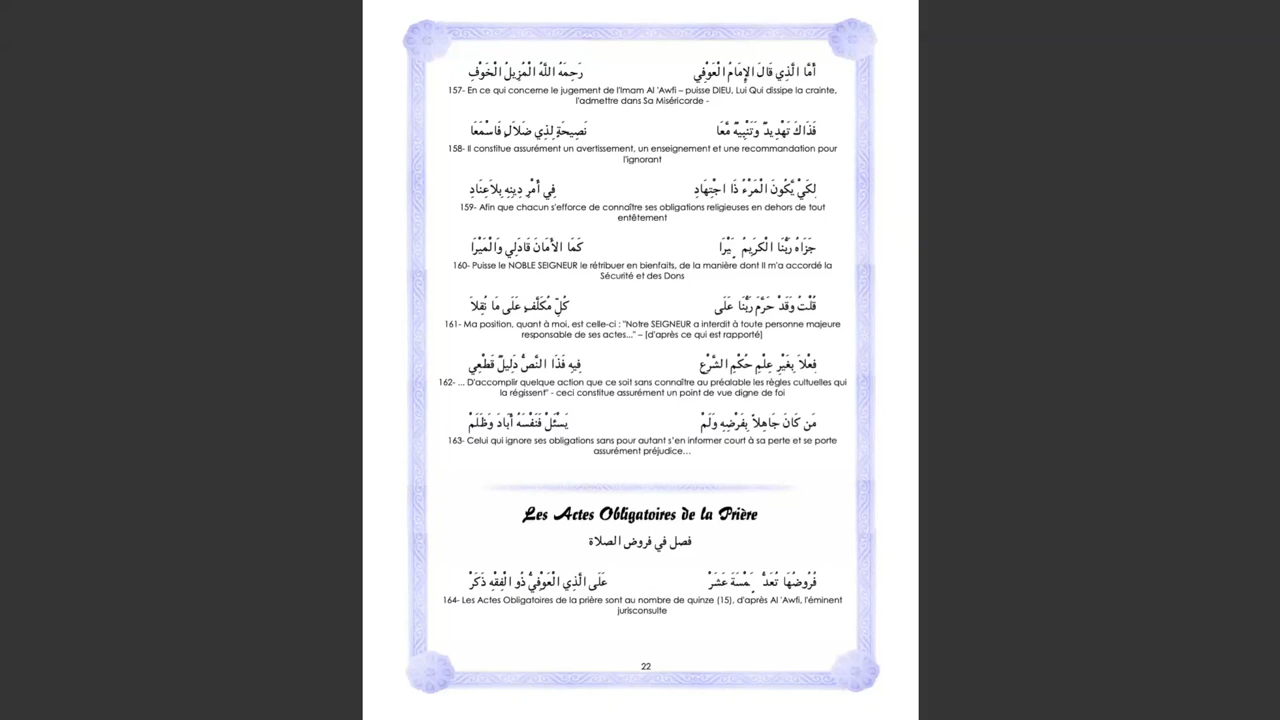 أَمَّا الَّذِي قَالَ الإِمَامُ الْعَوْفِي رَحِمَهُ اللَّهُ الْمُزِيلُ الْخَوْفِ
157- En ce qui concerne le jugement de l'Imam Al 'Awfi – puisse DIEU, Lui Qui dissipe la crainte,
l'admettre dans Sa Miséricorde -
فَذَاكَ تَهْدِيدٌ وَتَنْبِيهٌ مَّعَا نَصِيحَةٍ لِذِي ضَلاَلٍ فَاسْمَعَا
158- Il constitue assurément un avertissement, un enseignement et une recommandation pour
l'ignorant
لِكَيْ يَكُونَ الْمَرْءُ ذَا اجْتِهَادِ فِي أَمْرِ دِينِهِ بِلاَعِنَادِ
159- Afin que chacun s'efforce de connaître ses obligations religieuses en dehors de tout
entêtement
جَزَاهُ رَبُّنَا الْكَرِيمُ كَمَا الأَمَانَ قَادَلِي وَالْمَيْرَا
160- Puisse le NOBLE SEIGNEUR le rétribuer en bienfaits, de la manière dont Il m'a accordé la
Sécurité et des Dons
قُلْتُ وَقَدْ حَرَّمَ رَبُّنَا عَلَى كُلِّ مُكَلَّفٍ عَلَى مَا نُقِلاَ
161- Ma position, quant à moi, est celle-ci : "Notre SEIGNEUR a interdit à toute personne majeure
responsable de ses actes..." – [d'après ce qui est rapporté]
فِعْلاً بِغَيْرِ عِلْمِ حُكْمِ الشَّرْعِ فِيهِ فَذَا النَّصُّ دَلِيلٌ قَطْعِي
162- ... D'accomplir quelque action que ce soit sans connaître au préalable les règles cultuelles qui
la régissent" - ceci constitue assurément un point de vue digne de foi
مَن كَانَ جَاهِلاً بِفَرْضِهِ وَلَمْ يَسْئَلْ فَنَفْسَهُ أَبَادَ وَظَلَمْ
163- Celui qui ignore ses obligations sans pour autant s'en informer court à sa perte et se porte
assurément préjudice…
Les Actes Obligatoires de la Prière
فصل في فروض الصلاة
فُرُوضُهَا تُعَدُّ عَشَرْ عَلَى الَّذِي الْعَوْفِيُّ ذُو الْفِقْهِ ذَكَرْ
164- Les Actes Obligatoires de la prière sont au nombre de quinze (15), d'après Al 'Awfi, l'éminent
jurisconsulte
22